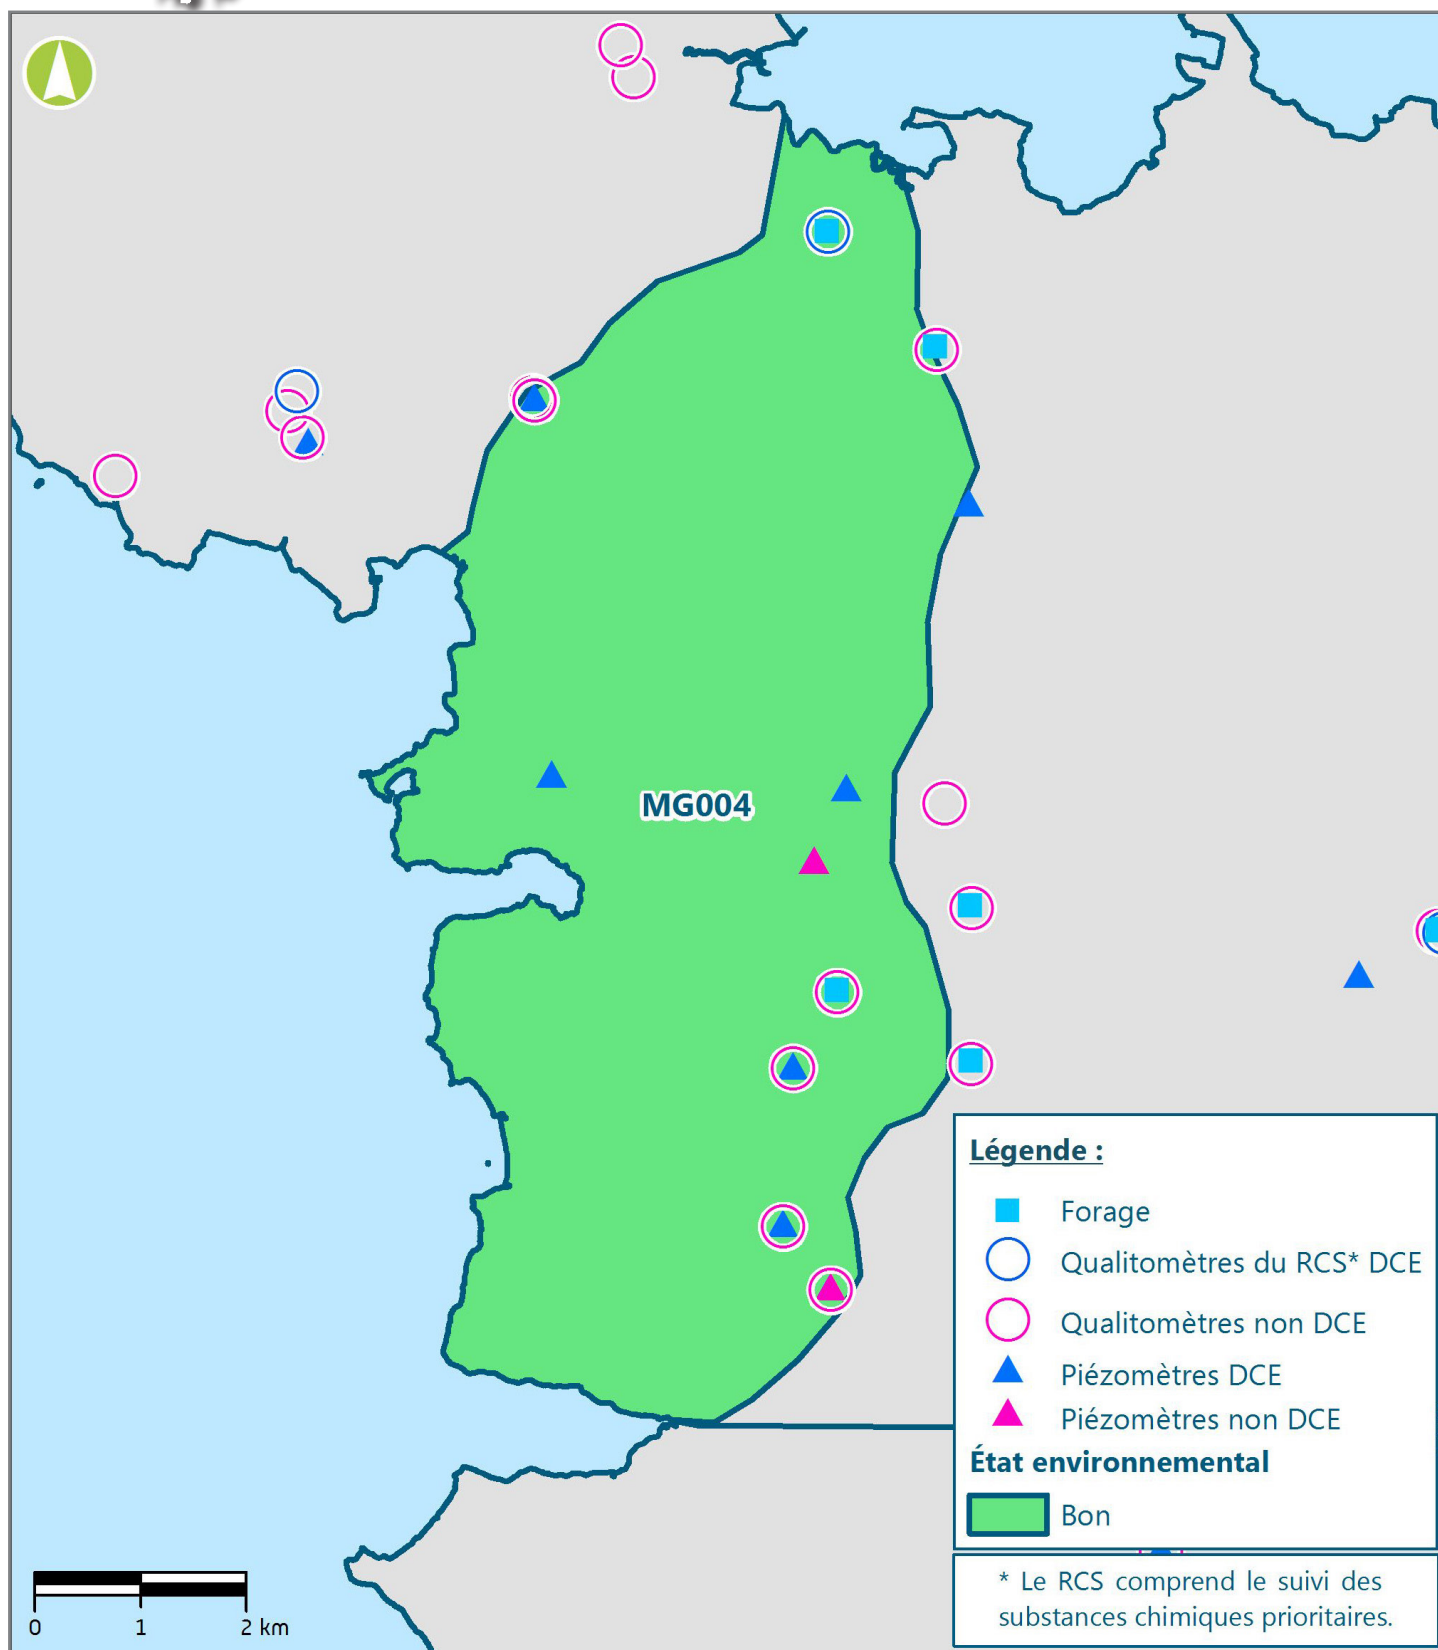 MG004
Légende :
Forage
Qualitomètres du RCS* DCE
Qualitomètres non DCE
Piézomètres DCE
Piézomètres non DCE
État environnemental
Bon
* Le RCS comprend le suivi des
substances chimiques prioritaires.
0 1 2 km